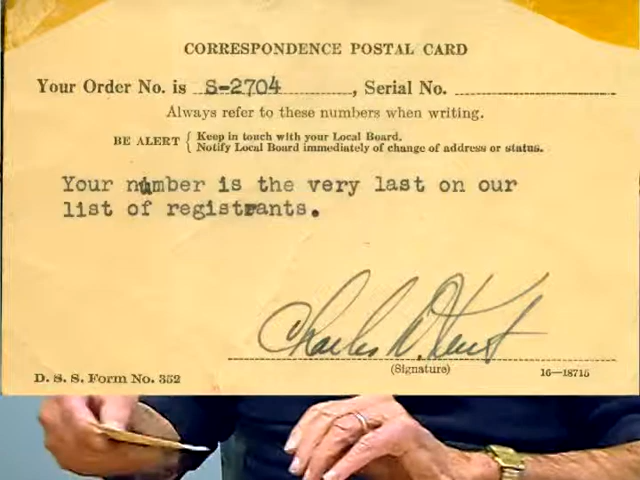 CORRESPONDENCE POSTAL CARD
Your Order No. is S-2704, Serial No.
Always refer to these numbers when writing.
BE ALERT { Keep in touch with your Local Board.
Notify Local Board immediately of change of address or status.
Your number is the very last on our
list of registrants.
Charles D. Kent
(Signature)
D. S. S. Form No. 352
16—18715